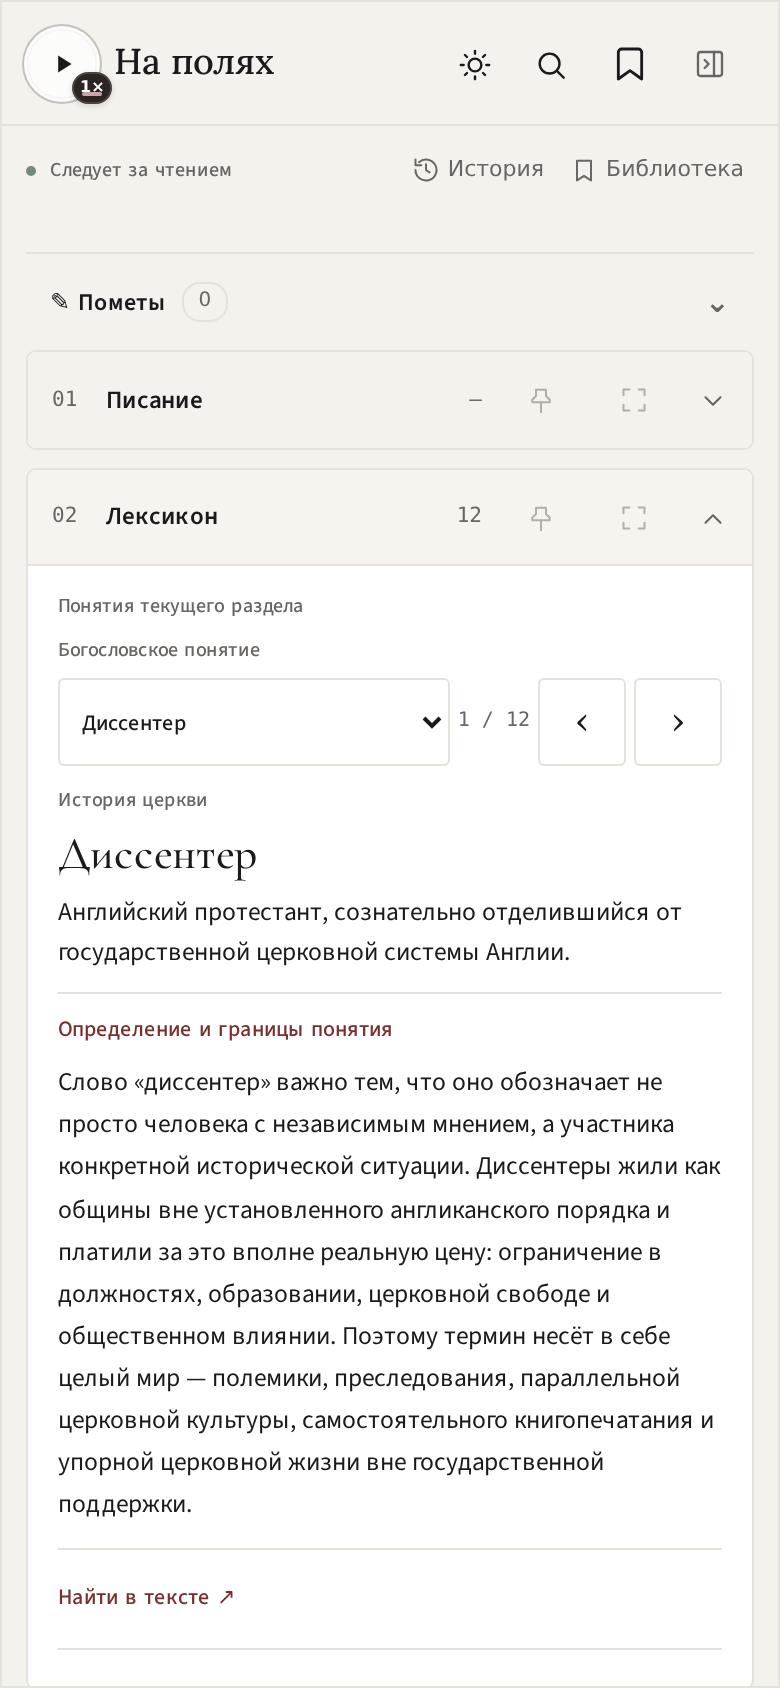 1×
На полях
Следует за чтением
История
Библиотека
✎ Пометы 0
01 Писание —
02 Лексикон 12
Понятия текущего раздела
Богословское понятие
Диссентер 1 / 12
История церкви
Диссентер
Английский протестант, сознательно отделившийся от
государственной церковной системы Англии.
Определение и границы понятия
Слово «диссентер» важно тем, что оно обозначает не
просто человека с независимым мнением, а участника
конкретной исторической ситуации. Диссентеры жили как
общины вне установленного англиканского порядка и
платили за это вполне реальную цену: ограничение в
должностях, образовании, церковной свободе и
общественном влиянии. Поэтому термин несёт в себе
целый мир — полемики, преследования, параллельной
церковной культуры, самостоятельного книгопечатания и
упорной церковной жизни вне государственной
поддержки.
Найти в тексте ↗